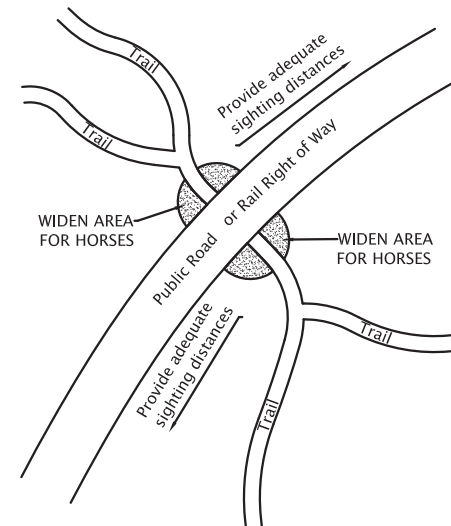 Trail
Trail
Provide adequate
sighting distances
WIDEN AREA
FOR HORSES
Public Road or Rail Right of Way
WIDEN AREA
FOR HORSES
Provide adequate
sighting distances
Trail
Trail